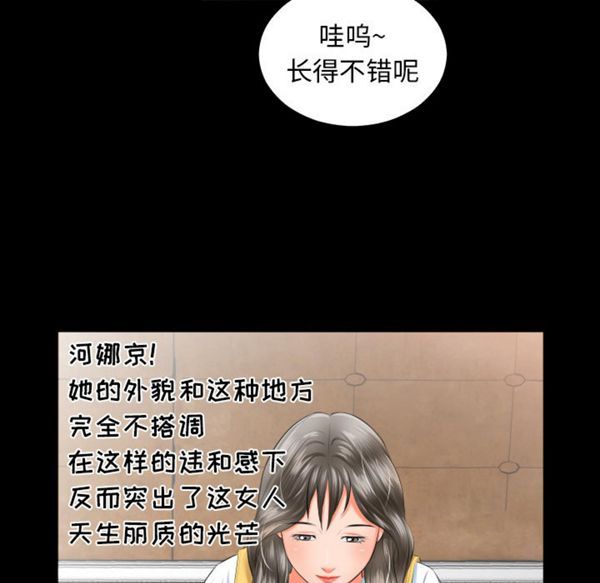 哇呜~
长得不错呢
河娜京!
她的外貌和这种地方
完全不搭调
在这样的违和感下
反而突出了这女人
天生丽质的光芒